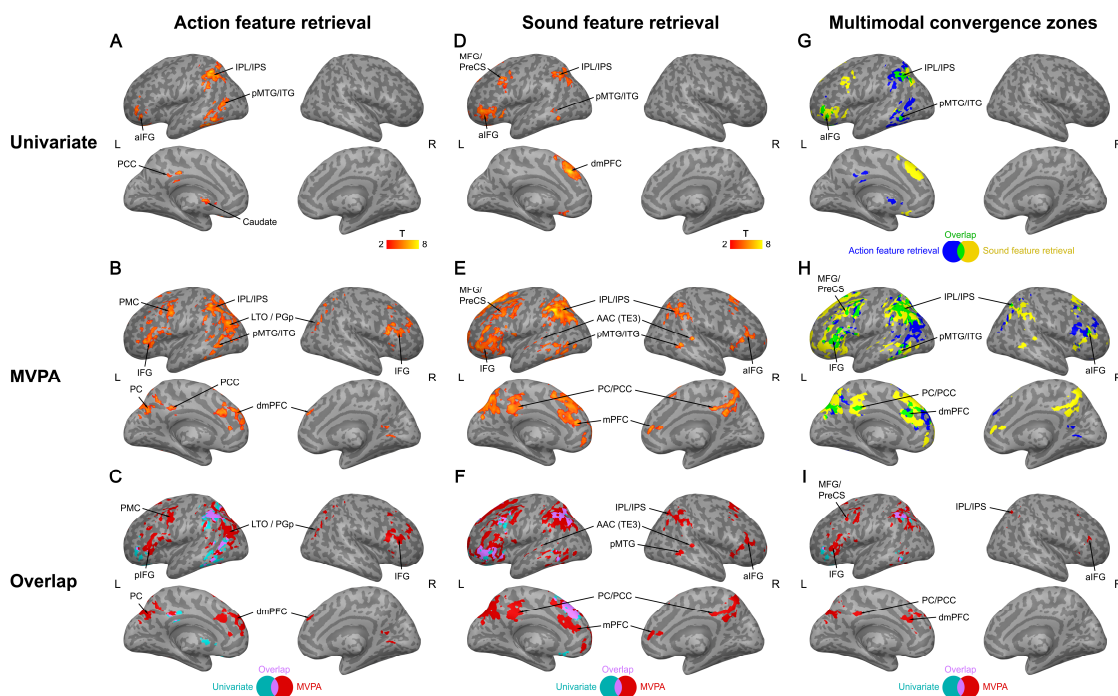 Action feature retrieval
Sound feature retrieval
Multimodal convergence zones
Univariate
A
IPL/IPS
pMTG/ITG
aIFG
L
R
PCC
Caudate
T
2
8
D
MFG/
PreCS
IPL/IPS
pMTG/ITG
aIFG
L
R
dmPFC
T
2
8
G
IPL/IPS
pMTG/ITG
aIFG
L
R
Overlap
Action feature retrieval
Sound feature retrieval
MVPA
B
PMC
IPL/IPS
LTO / PGp
pMTG/ITG
IFG
IFG
L
R
PC
PCC
dmPFC
E
MFG/
PreCS
IPL/IPS
AAC (TE3)
pMTG/ITG
IFG
aIFG
L
R
PC/PCC
mPFC
H
MFG/
PreCS
IPL/IPS
pMTG/ITG
IFG
aIFG
L
R
PC/PCC
dmPFC
Overlap
C
PMC
LTO / PGp
pIFG
IFG
L
R
PC
dmPFC
Overlap
Univariate
MVPA
F
IPL/IPS
AAC (TE3)
pMTG
aIFG
L
R
PC/PCC
mPFC
Overlap
Univariate
MVPA
I
MFG/
PreCS
IPL/IPS
IFG
aIFG
L
R
PC/PCC
dmPFC
Overlap
Univariate
MVPA